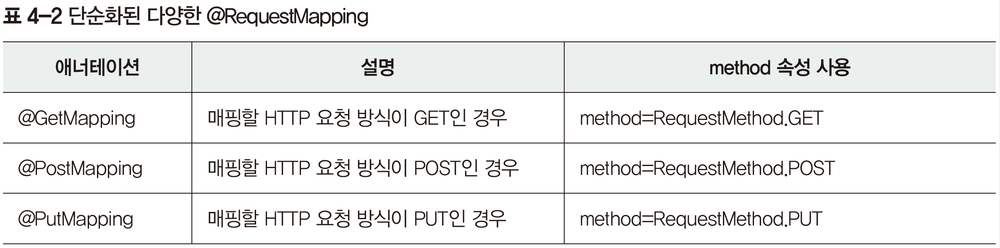 표 4-2 단순화된 다양한 @RequestMapping
애너테이션 설명 method 속성 사용
@GetMapping 매핑할 HTTP 요청 방식이 GET인 경우 method=RequestMethod.GET
@PostMapping 매핑할 HTTP 요청 방식이 POST인 경우 method=RequestMethod.POST
@PutMapping 매핑할 HTTP 요청 방식이 PUT인 경우 method=RequestMethod.PUT